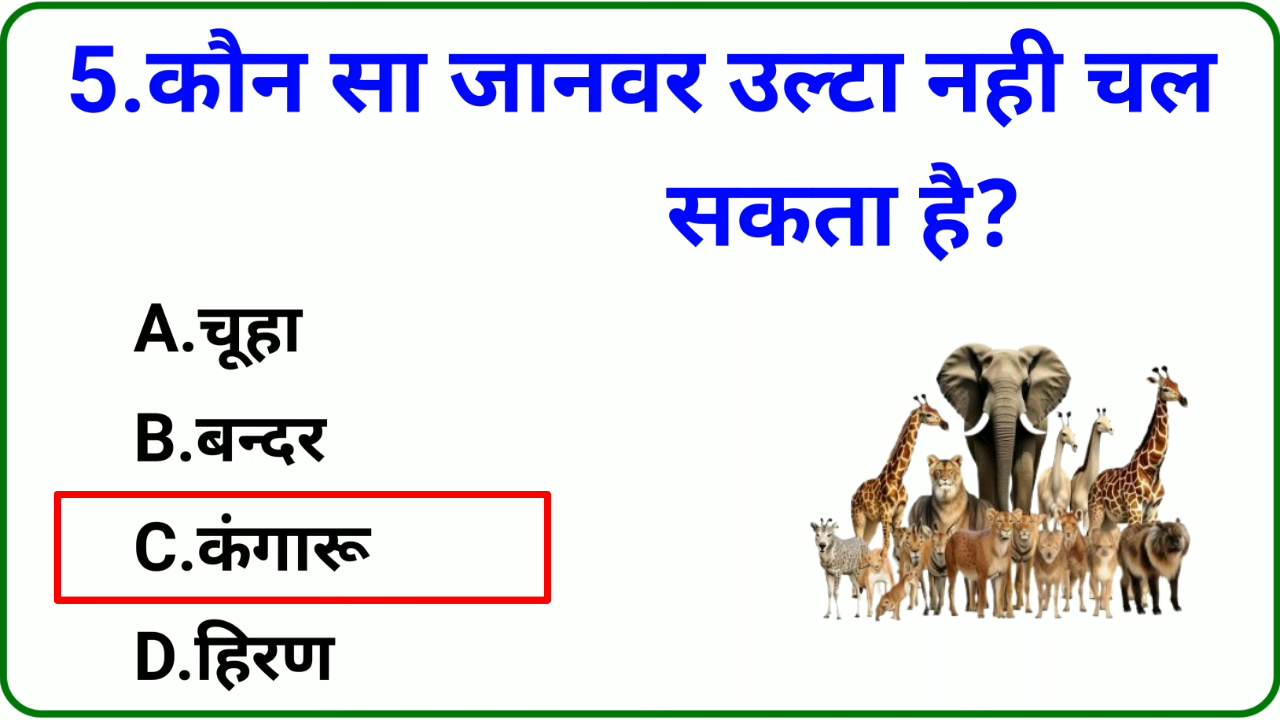 5.कौन सा जानवर उल्टा नही चल
सकता है?
A.चूहा
B.बन्दर
C.कंगारू
D.हिरण